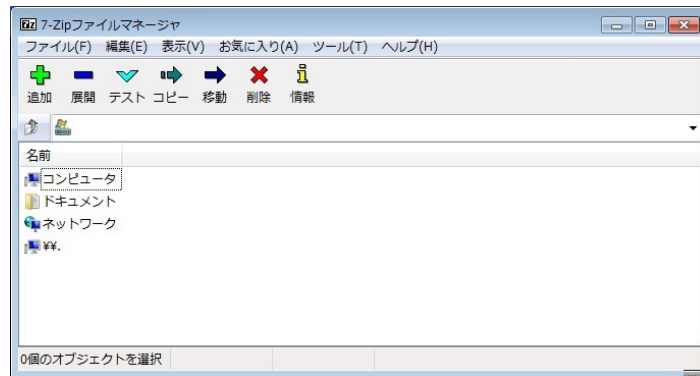 7z 7-Zipファイルマネージャ
ファイル(F) 編集(E) 表示(V) お気に入り(A) ツール(T) ヘルプ(H)
追加 展開 テスト コピー 移動 削除 情報
名前
コンピュータ
ドキュメント
ネットワーク
¥¥.
0個のオブジェクトを選択